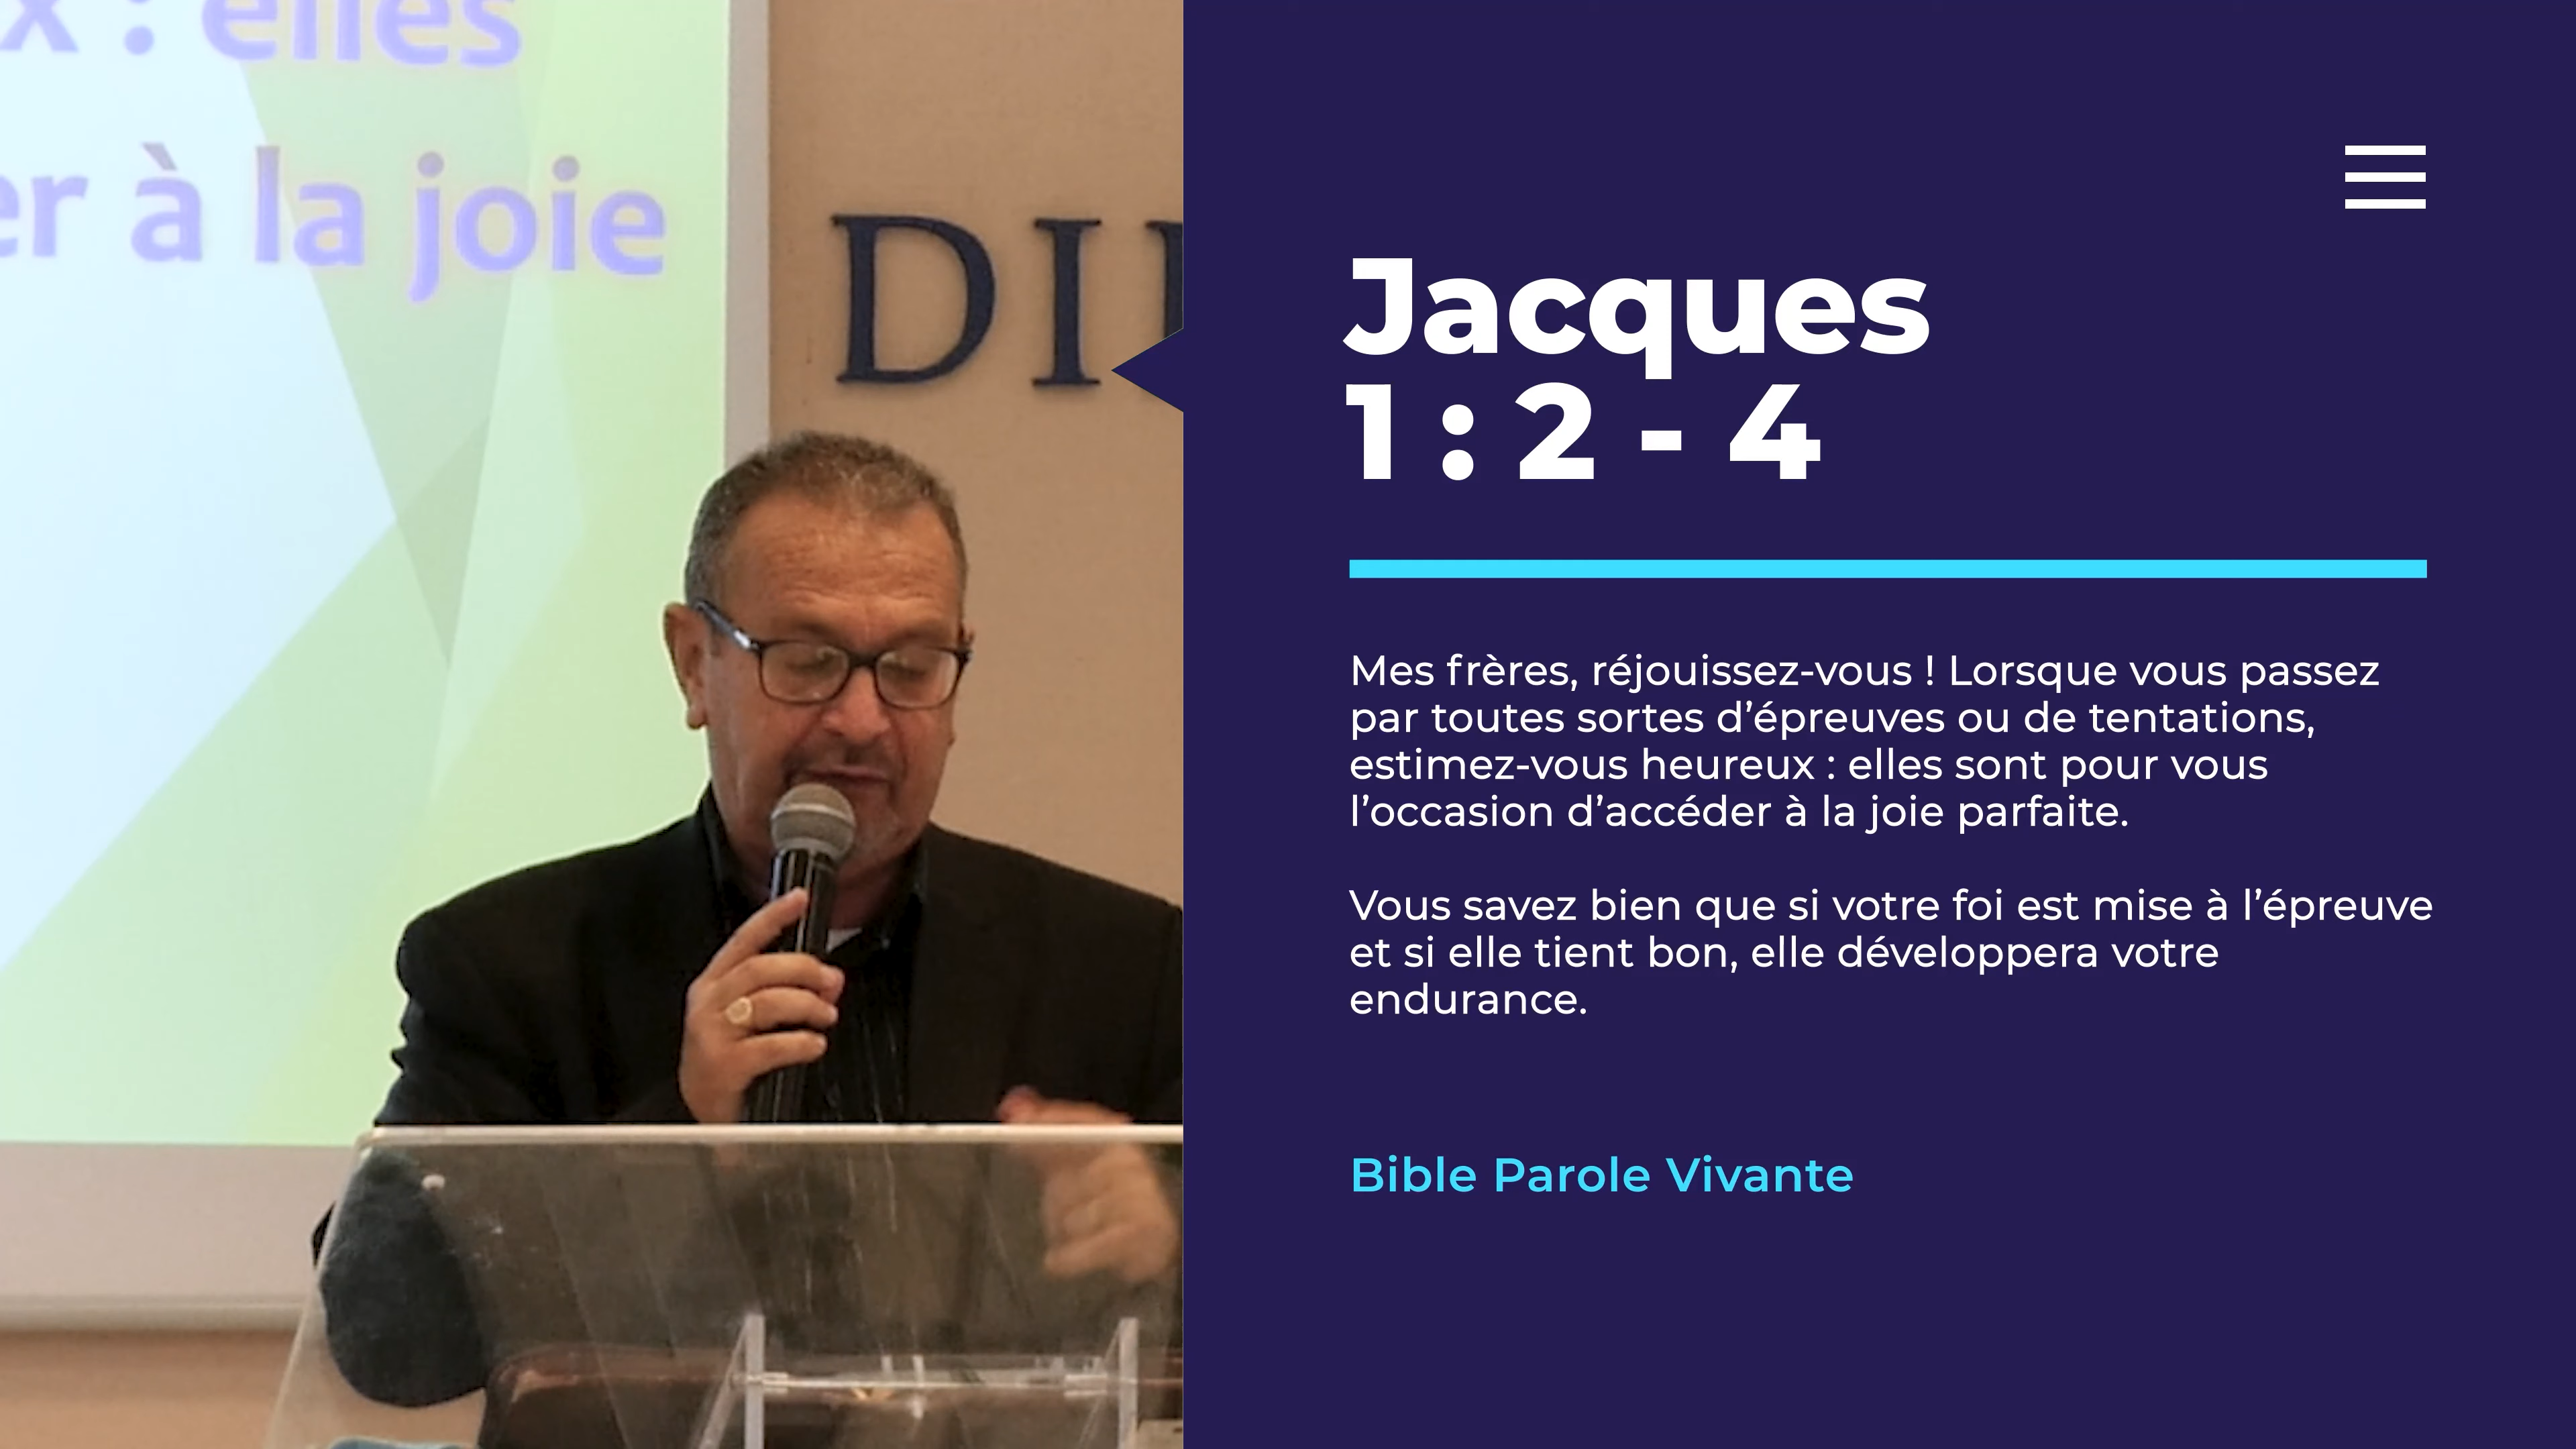 : elles
à la joie
Jacques
1 : 2 - 4
Mes frères, réjouissez-vous ! Lorsque vous passez
par toutes sortes d’épreuves ou de tentations,
estimez-vous heureux : elles sont pour vous
l’occasion d’accéder à la joie parfaite.
Vous savez bien que si votre foi est mise à l’épreuve
et si elle tient bon, elle développera votre
endurance.
Bible Parole Vivante